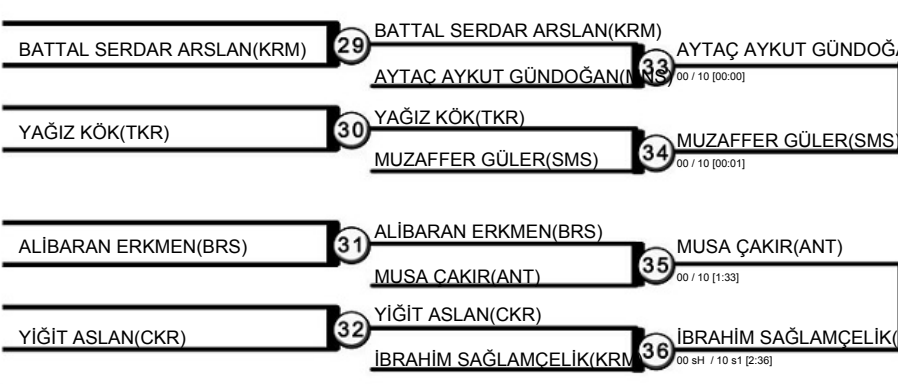 BATTAL SERDAR ARSLAN(KRM)
29
BATTAL SERDAR ARSLAN(KRM)
AYTAÇ AYKUT GÜNDOĞAN(MNS)
33
AYTAÇ AYKUT GÜNDOĞA
00 / 10 [00:00]
YAĞIZ KÖK(TKR)
30
YAĞIZ KÖK(TKR)
MUZAFFER GÜLER(SMS)
34
MUZAFFER GÜLER(SMS)
00 / 10 [00:01]
ALİBARAN ERKMEN(BRS)
31
ALİBARAN ERKMEN(BRS)
MUSA ÇAKIR(ANT)
35
MUSA ÇAKIR(ANT)
00 / 10 [1:33]
YİĞİT ASLAN(CKR)
32
YİĞİT ASLAN(CKR)
İBRAHİM SAĞLAMÇELİK(KRM
36
İBRAHİM SAĞLAMÇELİK(
00 sH / 10 s1 [2:36]